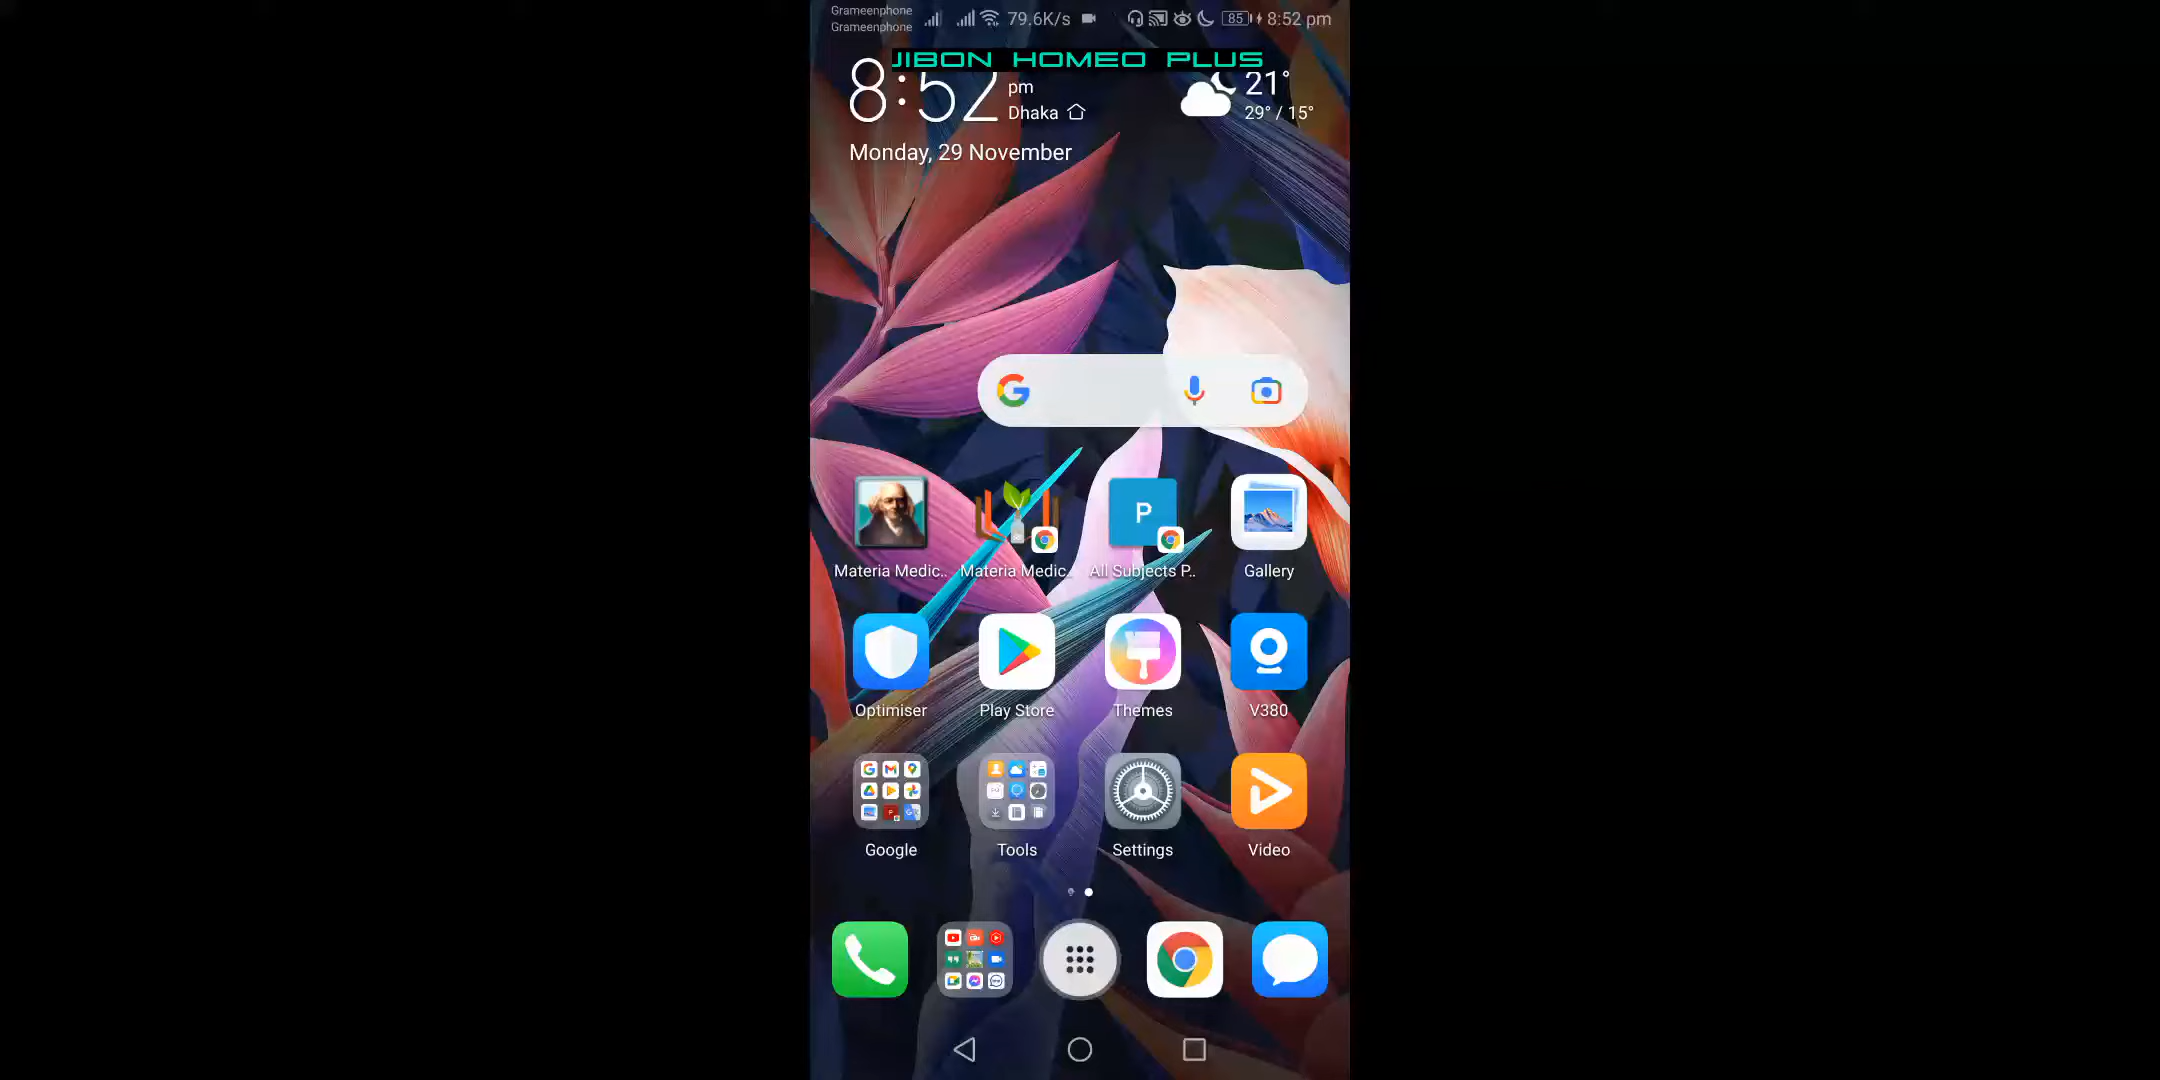 Grameenphone
Grameenphone
79.6K/s
85
8:52 pm
JIBON HOMEO PLUS
8:52
pm
Dhaka
21°
29° / 15°
Monday, 29 November
Materia Medic..
Materia Medic..
P
All Subjects P..
Gallery
Optimiser
Play Store
Themes
V380
Google
Tools
Settings
Video